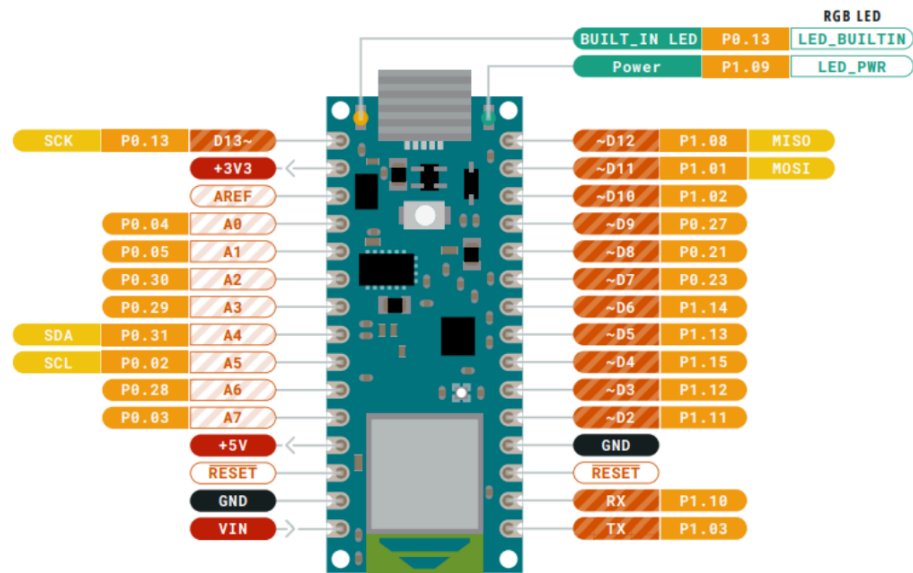 RGB LED
BUILT_IN LED P0.13 LED_BUILTIN
Power P1.09 LED_PWR
SCK P0.13 D13~ ~D12 P1.08 MISO
+3V3 ~D11 P1.01 MOSI
AREF ~D10 P1.02
P0.04 A0 ~D9 P0.27
P0.05 A1 ~D8 P0.21
P0.30 A2 ~D7 P0.23
P0.29 A3 ~D6 P1.14
SDA P0.31 A4 ~D5 P1.13
SCL P0.02 A5 ~D4 P1.15
P0.28 A6 ~D3 P1.12
P0.03 A7 ~D2 P1.11
+5V GND
RESET RESET
GND RX P1.10
VIN TX P1.03